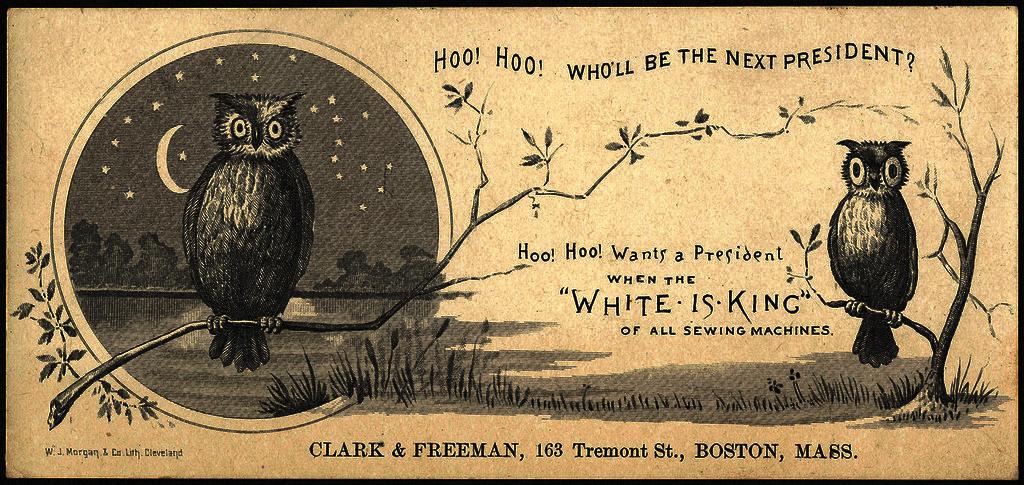 HOO! HOO! WHO'LL BE THE NEXT PRESIDENT?
Hoo! Hoo! Wants a President
WHEN THE
"WHITE·IS·KING"
OF ALL SEWING MACHINES.
CLARK & FREEMAN, 163 Tremont St., BOSTON, MASS.
W. J. Morgan & Co. Lith. Cleveland